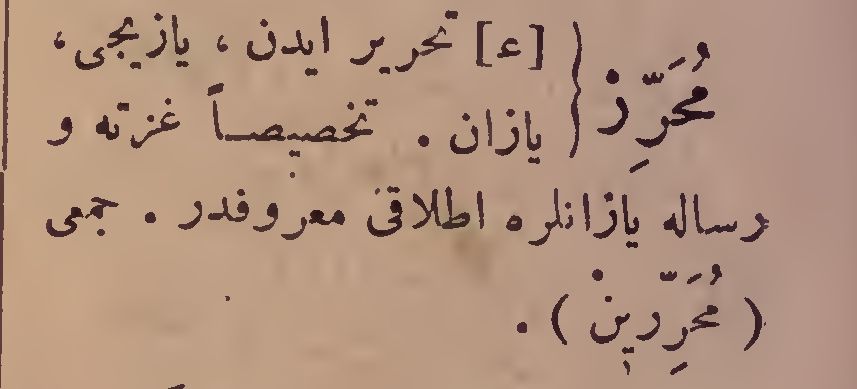 مُحَرِّر { [ع] تحرير ايدن ، يازيجى ،
يازان . تخصيصاً غزته و
رساله يازانلره اطلاقى معروفدر . جمعى
( مُحَرِّرِين ) .